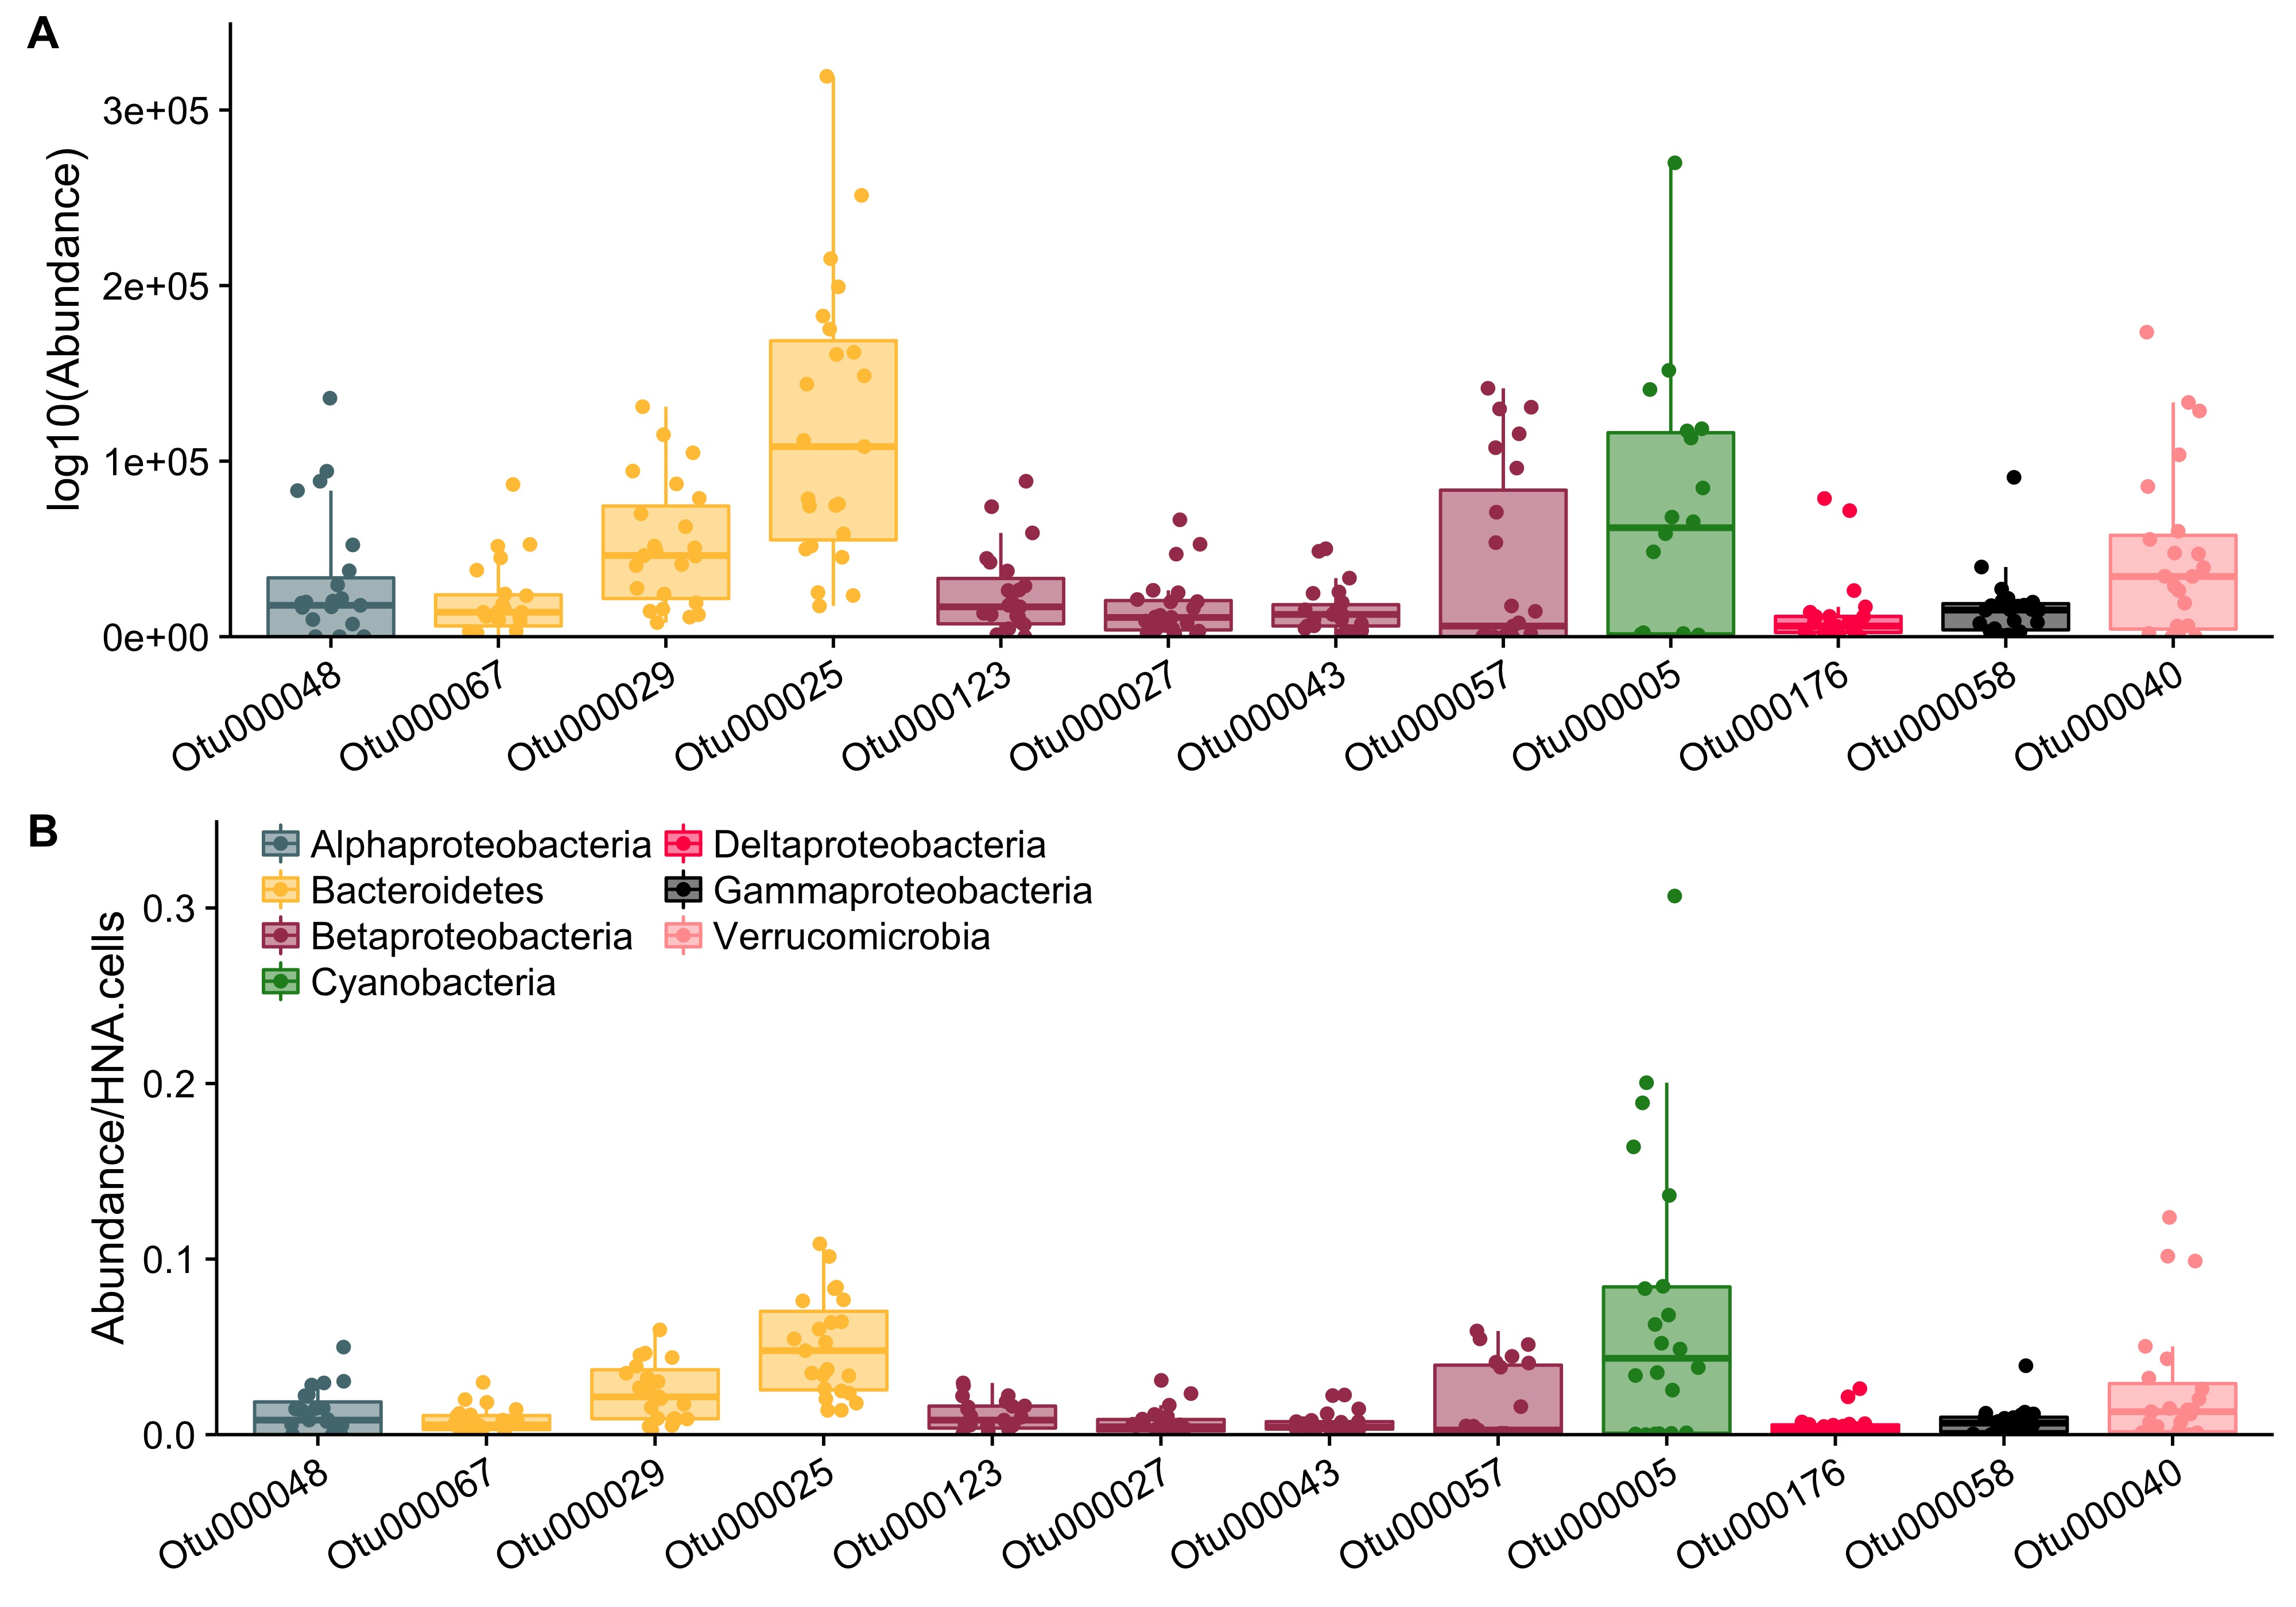 A
log10(Abundance)
3e+05
2e+05
1e+05
0e+00
Otu000048 Otu000067 Otu000029 Otu000025 Otu000123 Otu000027 Otu000043 Otu000057 Otu000005 Otu000176 Otu000058 Otu000040
B
Alphaproteobacteria Deltaproteobacteria
Bacteroidetes Gammaproteobacteria
Betaproteobacteria Verrucomicrobia
Cyanobacteria
Abundance/HNA.cells
0.3
0.2
0.1
0.0
Otu000048 Otu000067 Otu000029 Otu000025 Otu000123 Otu000027 Otu000043 Otu000057 Otu000005 Otu000176 Otu000058 Otu000040